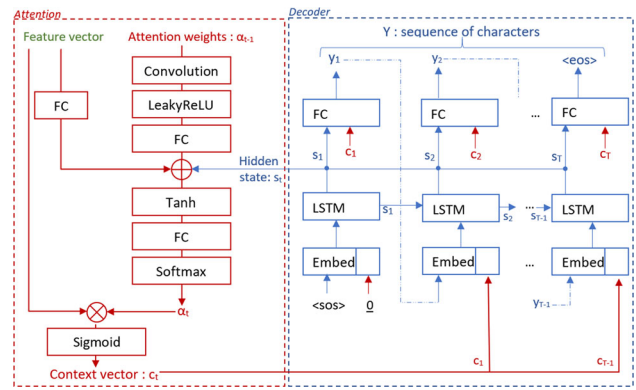 Attention
Feature vector
Attention weights : αt-1
Convolution
FC
LeakyReLU
FC
Hidden
state: st
Tanh
FC
Softmax
αt
Sigmoid
Context vector : ct
Decoder
Y : sequence of characters
y1
y2
<eos>
FC
FC
...
FC
c1
c2
cT
s1
s2
sT
LSTM
s1
LSTM
s2
...
sT-1
LSTM
Embed
Embed
...
Embed
<sos>
0
yT-1
c1
cT-1